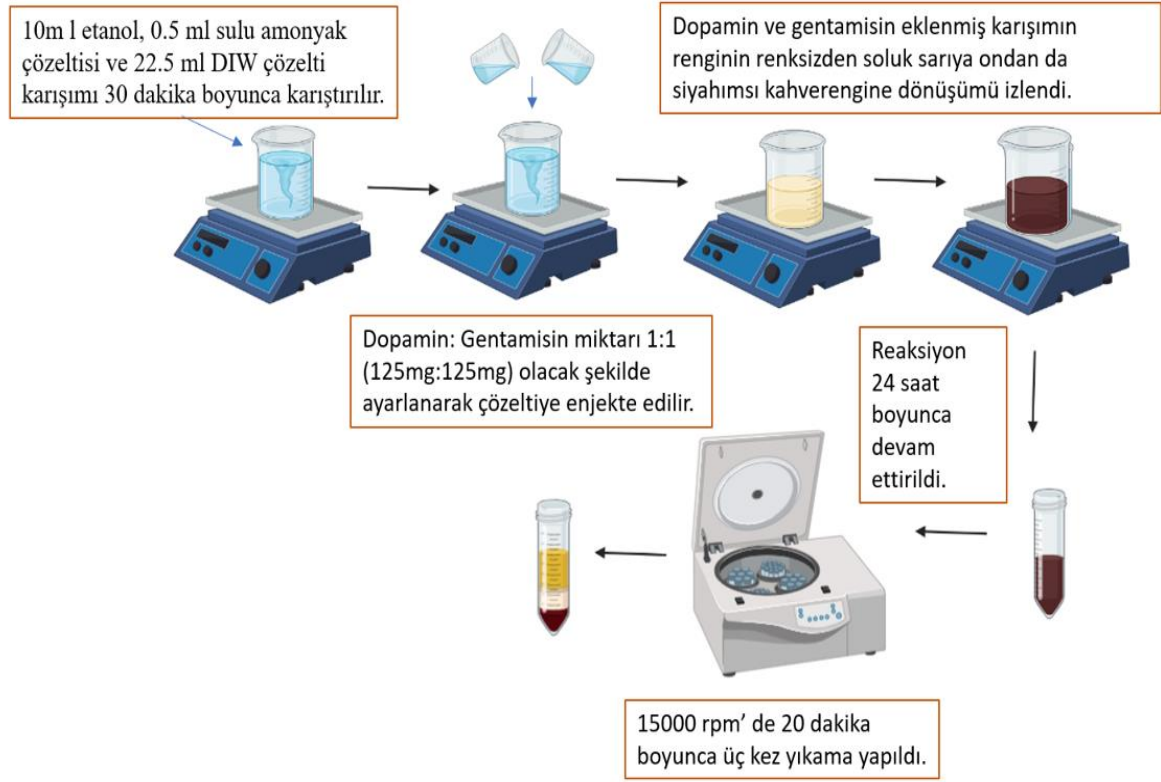 10m l etanol, 0.5 ml sulu amonyak
çözeltisi ve 22.5 ml DIW çözelti
karışımı 30 dakika boyunca karıştırılır.
Dopamin ve gentamisin eklenmiş karışımın
renginin renksizden soluk sarıya ondan da
siyahımsı kahverengine dönüşümü izlendi.
Dopamin: Gentamisin miktarı 1:1
(125mg:125mg) olacak şekilde
ayarlanarak çözeltiye enjekte edilir.
Reaksiyon
24 saat
boyunca
devam
ettirildi.
15000 rpm’ de 20 dakika
boyunca üç kez yıkama yapıldı.